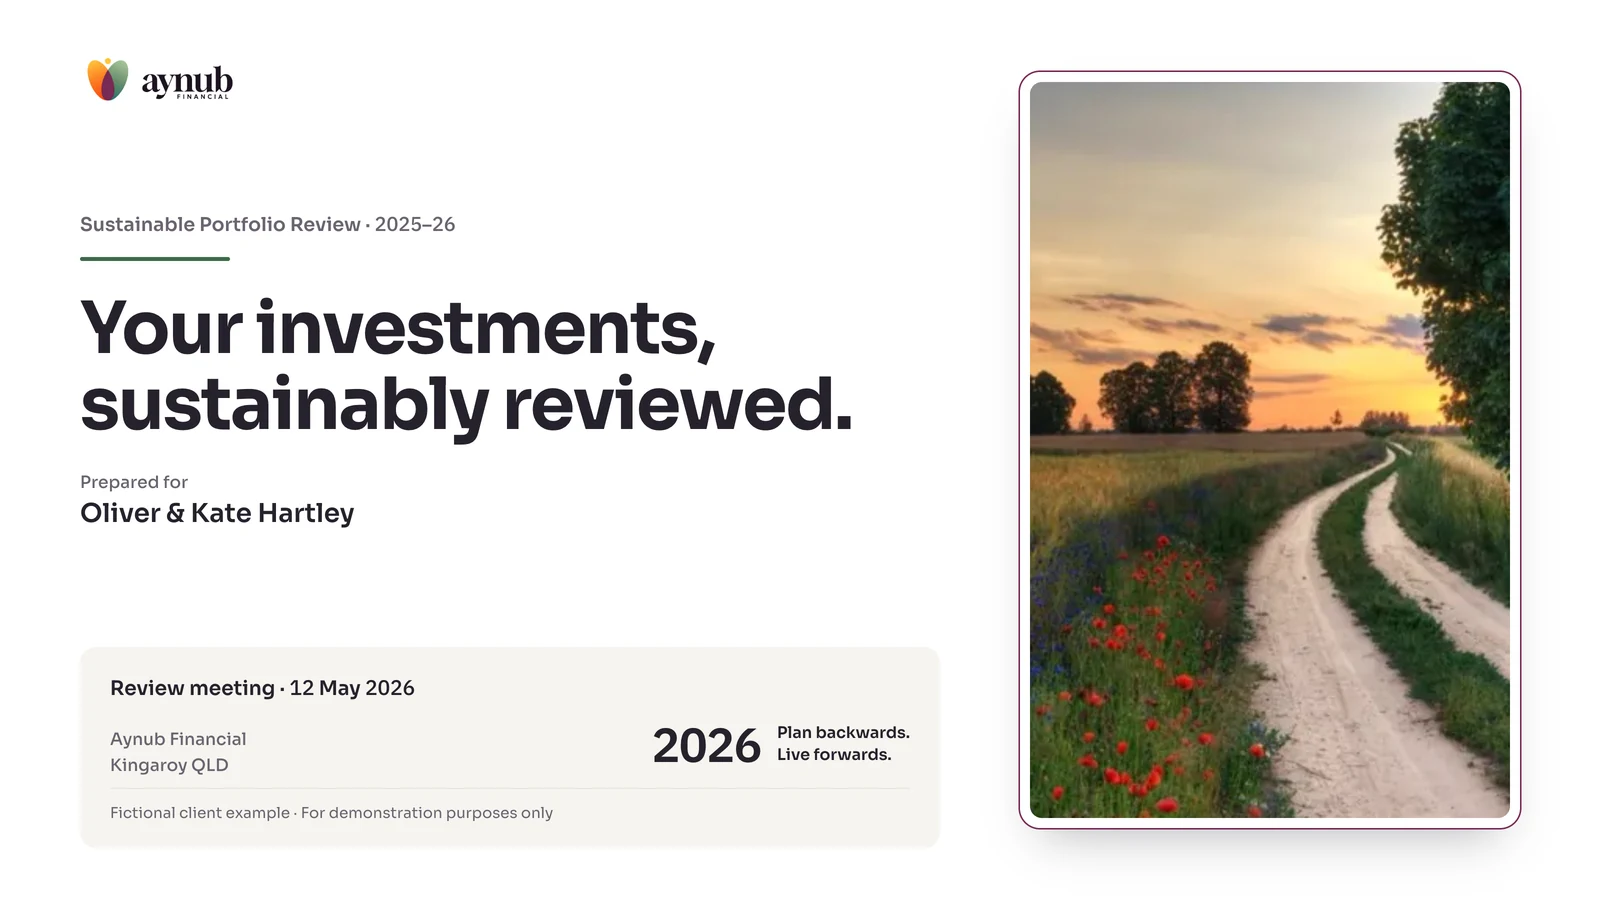 aynub
FINANCIAL
Sustainable Portfolio Review · 2025–26
Your investments,
sustainably reviewed.
Prepared for
Oliver & Kate Hartley
Review meeting · 12 May 2026
Aynub Financial
Kingaroy QLD
2026
Plan backwards.
Live forwards.
Fictional client example · For demonstration purposes only